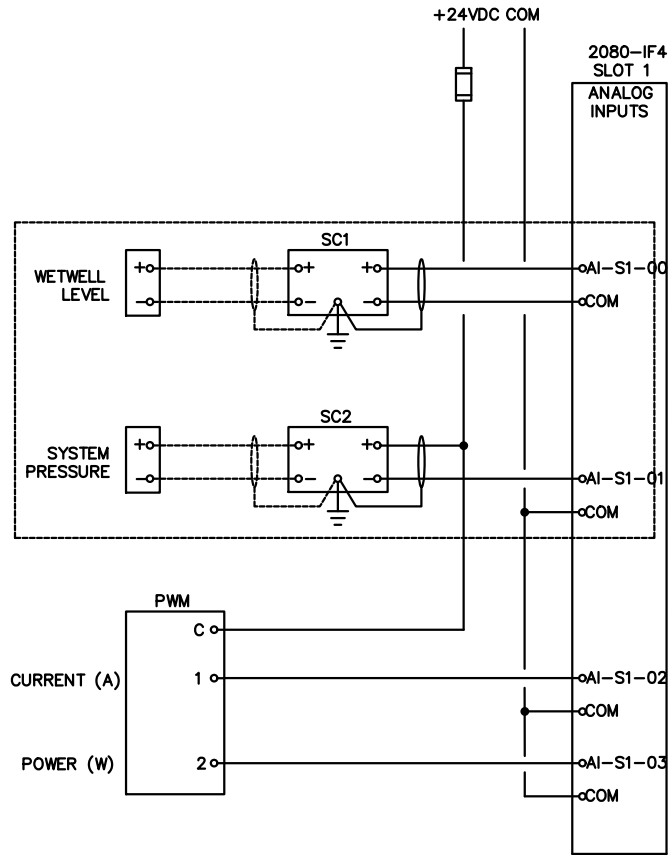 +24VDC COM
2080-IF4
SLOT 1
ANALOG
INPUTS
SC1
WETWELL
LEVEL
+
-
+
-
+
-
AI-S1-00
COM
SC2
SYSTEM
PRESSURE
+
-
+
-
+
-
AI-S1-01
COM
PWM
C
CURRENT (A)
1
AI-S1-02
COM
POWER (W)
2
AI-S1-03
COM